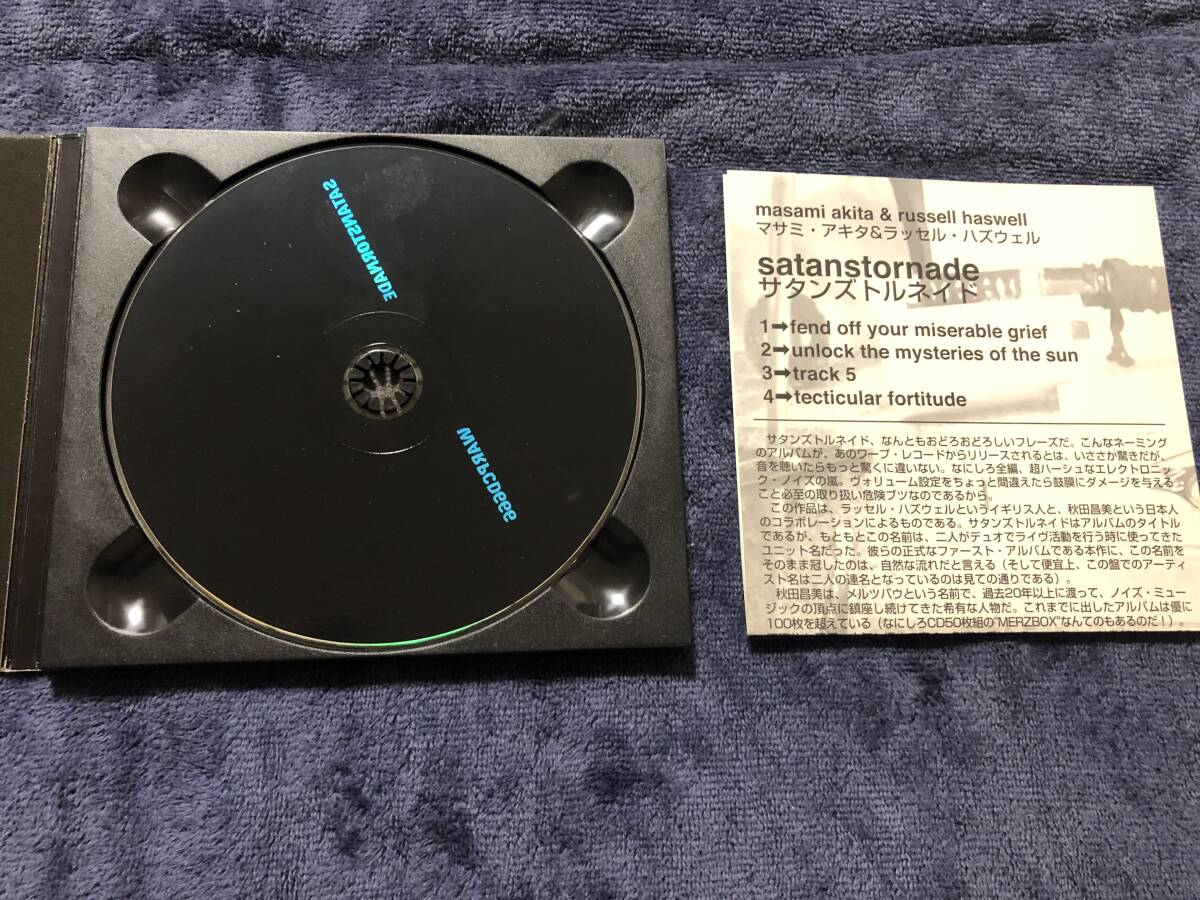 SATANSTORNADE
WARPCD666
masami akita & russell haswell
マサミ・アキタ&ラッセル・ハズウェル
satanstornade
サタンズトルネイド
1➡fend off your miserable grief
2➡unlock the mysteries of the sun
3➡track 5
4➡tecticular fortitude
サタンズトルネイド、なんともおどろおどろしいフレーズだ。こんなネーミング
のアルバムが、あのワープ・レコードからリリースされるとは、いささか驚きだが、
音を聴いたらもっと驚くに違いない。なにしろ全編、超ハーシュなエレクトロニッ
ク・ノイズの嵐。ヴォリューム設定をちょっと間違えたら鼓膜にダメージを与える
こと必至の取り扱い危険ブツなのであるから。
この作品は、ラッセル・ハズウェルというイギリス人と、秋田昌美という日本人
のコラボレーションによるものである。サタンズトルネイドはアルバムのタイトル
であるが、もともとこの名前は、二人がデュオでライヴ活動を行う時に使ってきた
ユニット名だった。彼らの正式なファースト・アルバムである本作に、この名前を
そのまま冠したのは、自然な流れだと言える（そして便宜上、この盤でのアーティ
スト名は二人の連名となっているのは見ての通りである）。
秋田昌美は、メルツバウという名前で、過去20年以上に渡って、ノイズ・ミュー
ジックの頂点に鎮座し続けてきた希有な人物だ。これまでに出したアルバムは優に
100枚を超えている（なにしろCD50枚組の"MERZBOX"なんてのもあるのだ！）。